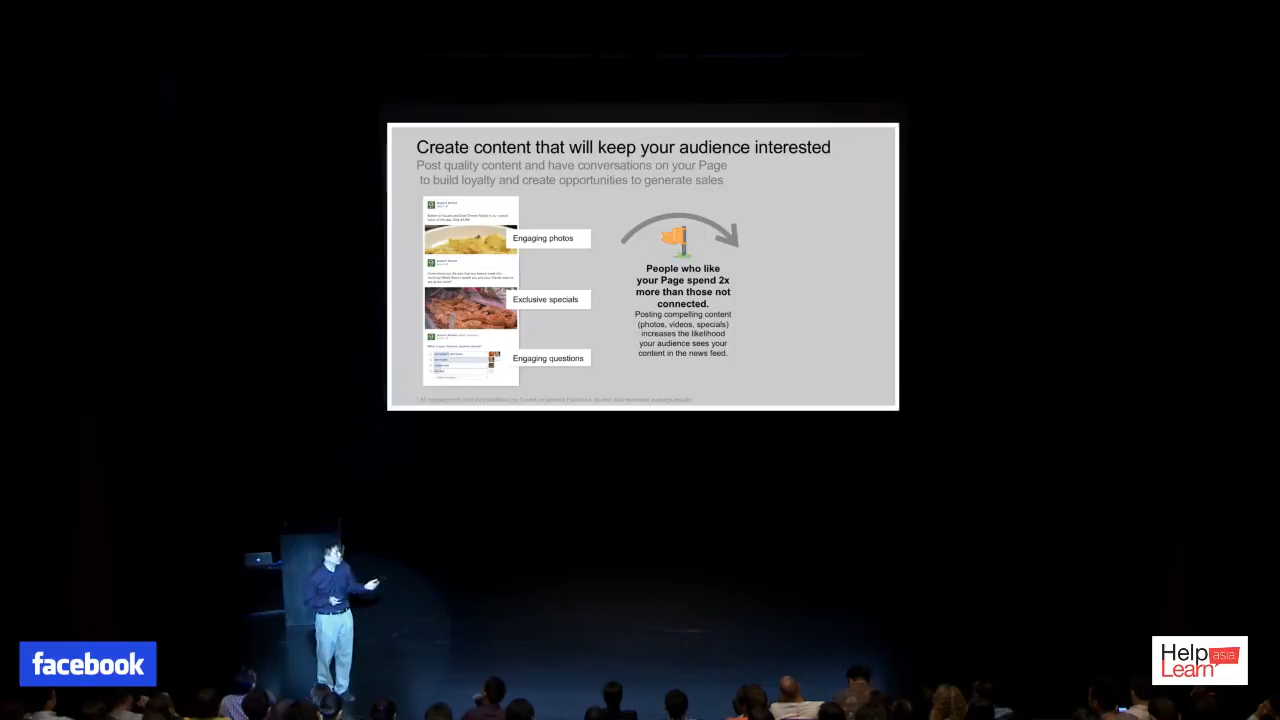 Create content that will keep your audience interested
Post quality content and have conversations on your Page
to build loyalty and create opportunities to generate sales
Engaging photos
Exclusive specials
Engaging questions
People who like
your Page spend 2x
more than those not
connected.
Posting compelling content
(photos, videos, specials)
increases the likelihood
your audience sees your
content in the news feed.
facebook
Help
asia
Learn